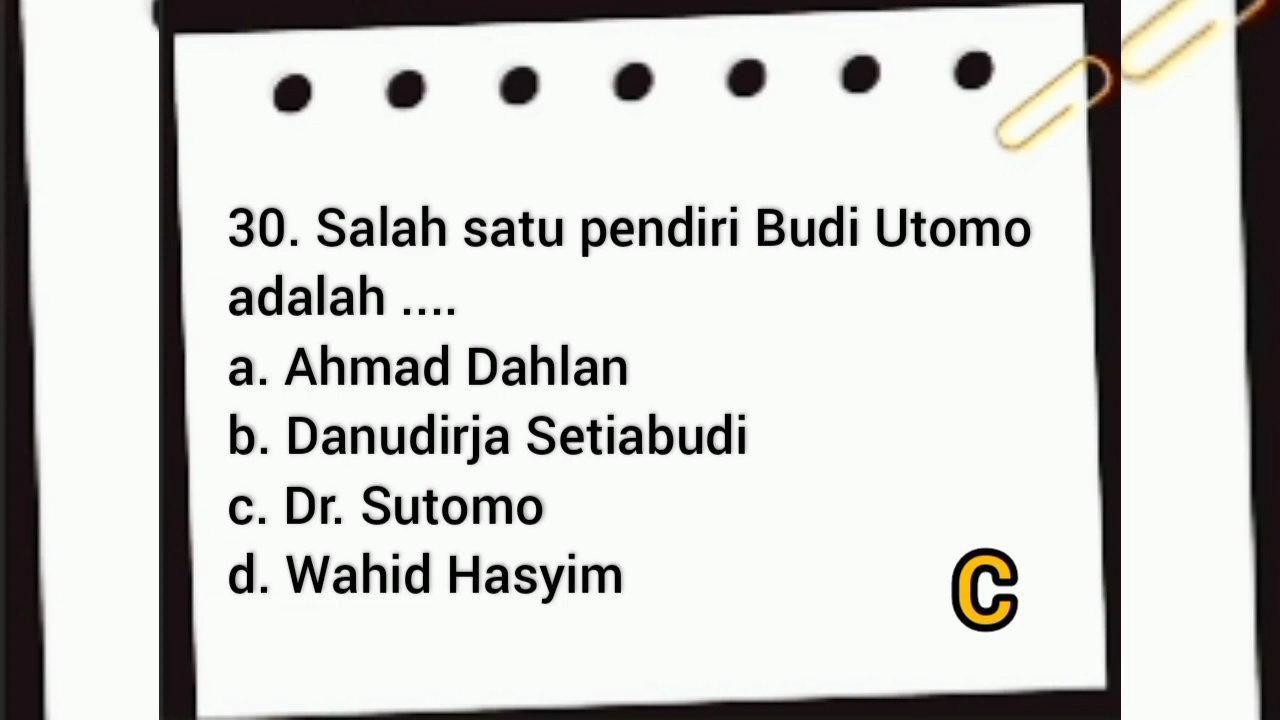 30. Salah satu pendiri Budi Utomo
adalah ....
a. Ahmad Dahlan
b. Danudirja Setiabudi
c. Dr. Sutomo
d. Wahid Hasyim
C